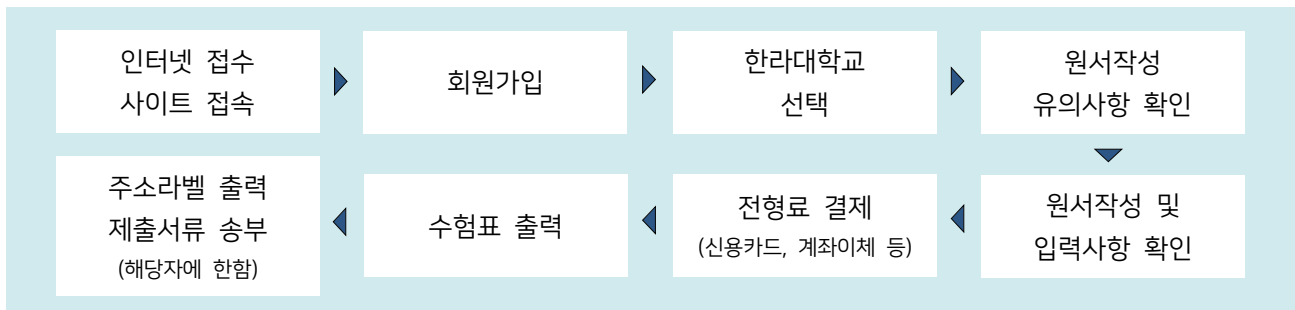 인터넷 접수
사이트 접속
회원가입
한라대학교
선택
원서작성
유의사항 확인
원서작성 및
입력사항 확인
전형료 결제
(신용카드, 계좌이체 등)
수험표 출력
주소라벨 출력
제출서류 송부
(해당자에 한함)